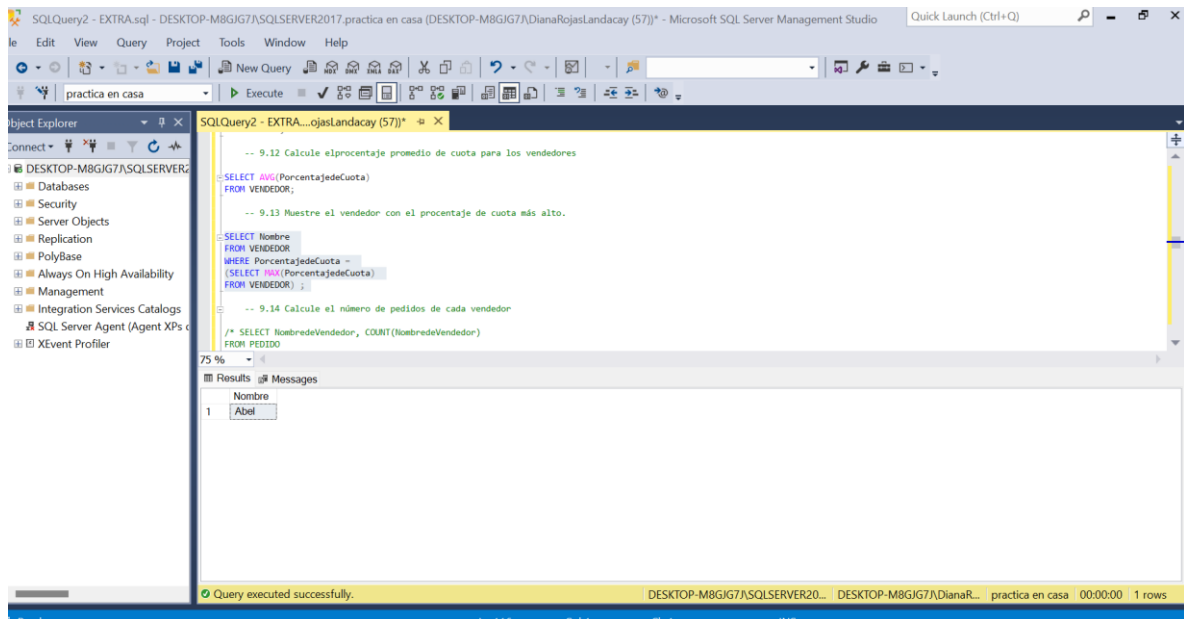 SQLQuery2 - EXTRA.sql - DESKTOP-M8GJG7J\SQLSERVER2017.practica en casa (DESKTOP-M8GJG7J\DianaRojasLandacay (57))* - Microsoft SQL Server Management Studio
Quick Launch (Ctrl+Q)
le Edit View Query Project Tools Window Help
New Query
practica en casa
Execute
bject Explorer
SQLQuery2 - EXTRA....ojasLandacay (57))*
Connect
DESKTOP-M8GJG7J\SQLSERVER2
Databases
Security
Server Objects
Replication
PolyBase
Always On High Availability
Management
Integration Services Catalogs
SQL Server Agent (Agent XPs
XEvent Profiler
-- 9.12 Calcule elprocentaje promedio de cuota para los vendedores
SELECT AVG(PorcentajedeCuota)
FROM VENDEDOR;
-- 9.13 Muestre el vendedor con el procentaje de cuota más alto.
SELECT Nombre
FROM VENDEDOR
WHERE PorcentajedeCuota =
(SELECT MAX(PorcentajedeCuota)
FROM VENDEDOR) ;
-- 9.14 Calcule el número de pedidos de cada vendedor
/* SELECT NombredeVendedor, COUNT(NombredeVendedor)
FROM PEDIDO
75 %
Results Messages
Nombre
1 Abel
Query executed successfully.
DESKTOP-M8GJG7J\SQLSERVER20... DESKTOP-M8GJG7J\DianaR... practica en casa 00:00:00 1 rows